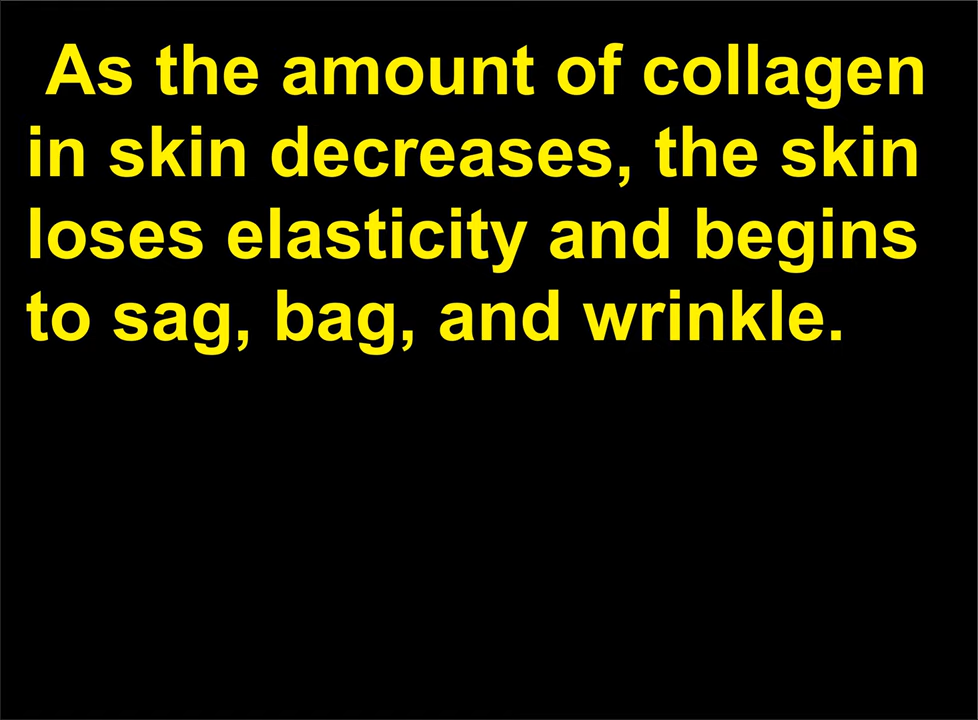 As the amount of collagen
in skin decreases, the skin
loses elasticity and begins
to sag, bag, and wrinkle.